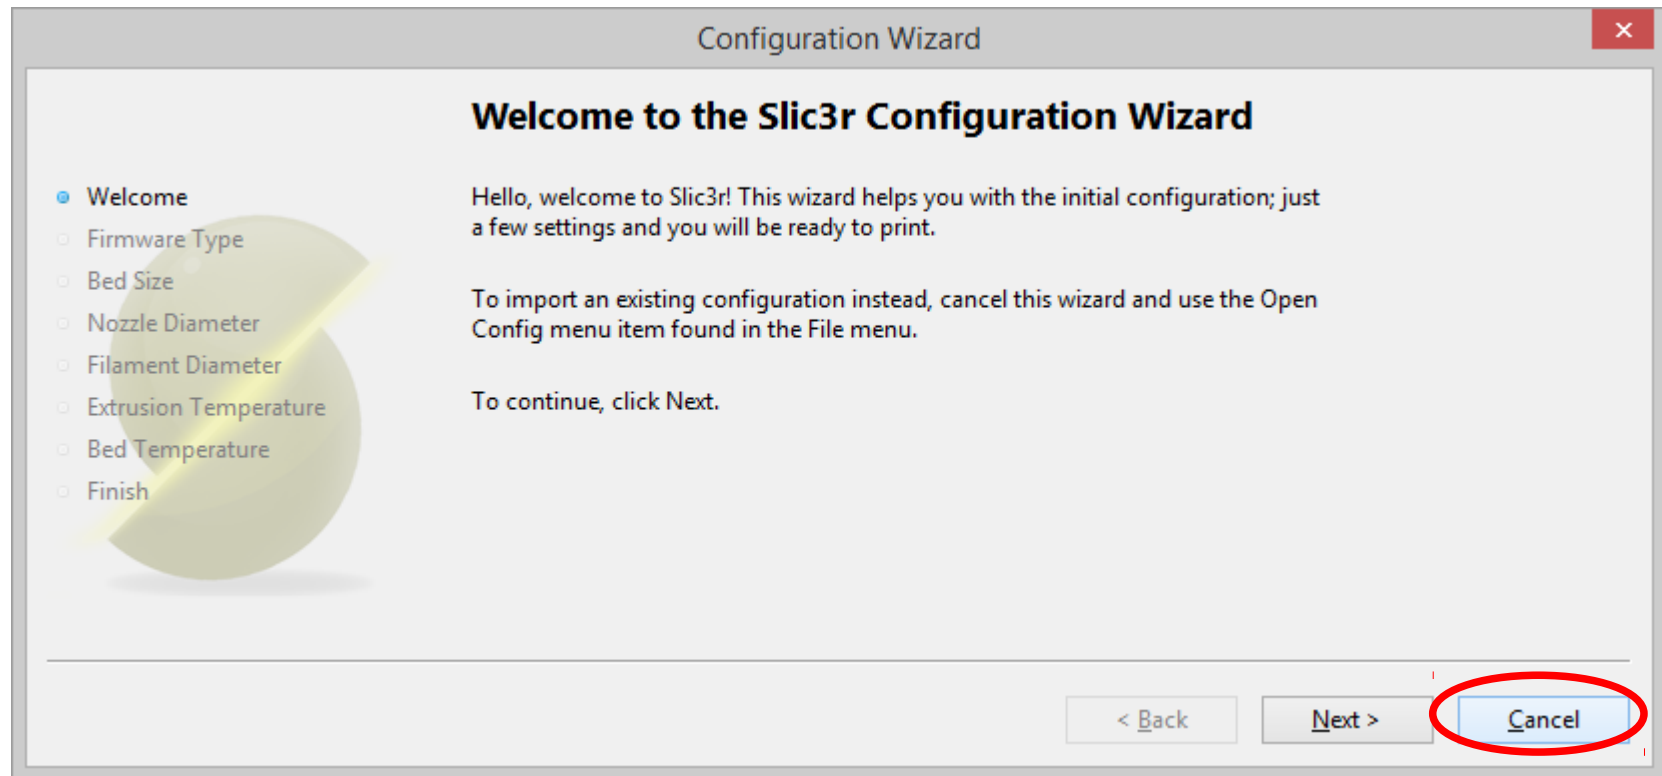 Configuration Wizard
Welcome to the Slic3r Configuration Wizard
Welcome
Firmware Type
Bed Size
Nozzle Diameter
Filament Diameter
Extrusion Temperature
Bed Temperature
Finish
Hello, welcome to Slic3r! This wizard helps you with the initial configuration; just
a few settings and you will be ready to print.
To import an existing configuration instead, cancel this wizard and use the Open
Config menu item found in the File menu.
To continue, click Next.
< Back
Next >
Cancel